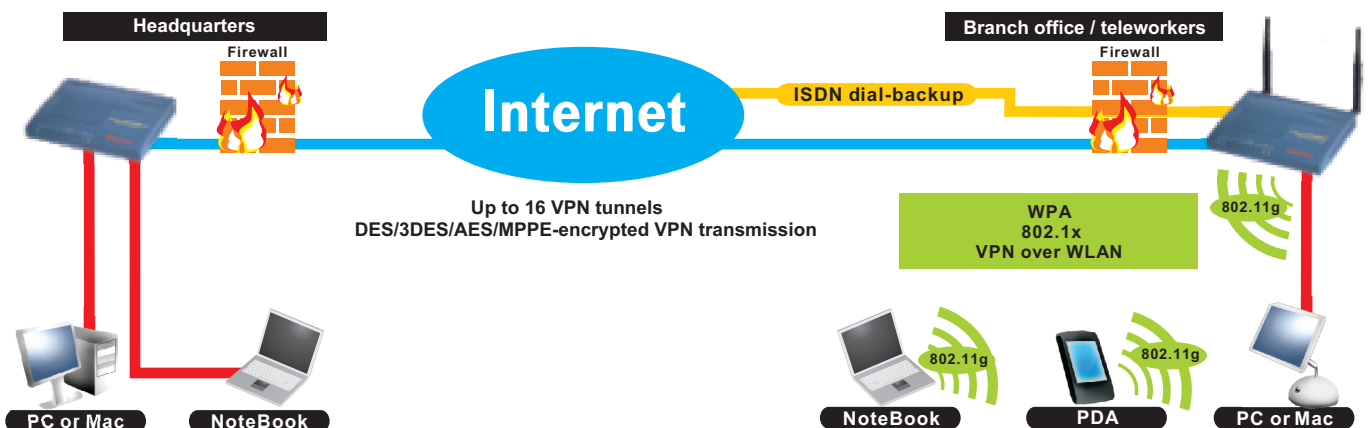 Headquarters
Branch office / teleworkers
Firewall
Firewall
ISDN dial-backup
Internet
Up to 16 VPN tunnels
DES/3DES/AES/MPPE-encrypted VPN transmission
802.11g
WPA
802.1x
VPN over WLAN
802.11g
802.11g
PC or Mac
NoteBook
NoteBook
PDA
PC or Mac